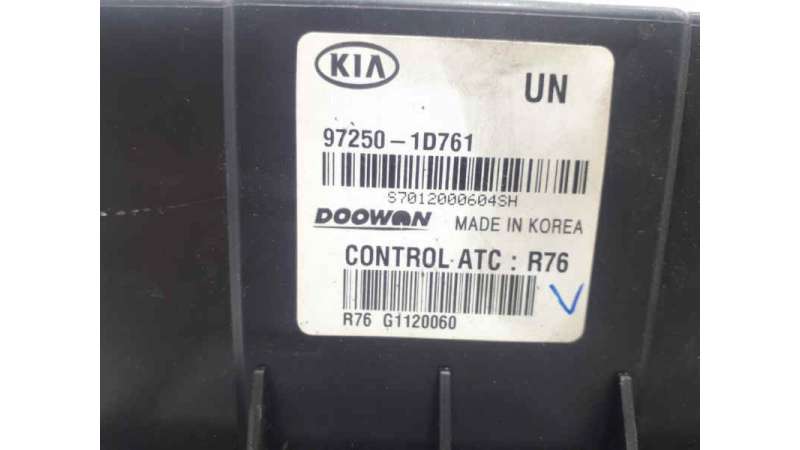 KIA
UN
97250-1D761
S7012000604SH
DOOWON MADE IN KOREA
CONTROL ATC : R76
R76 G1120060